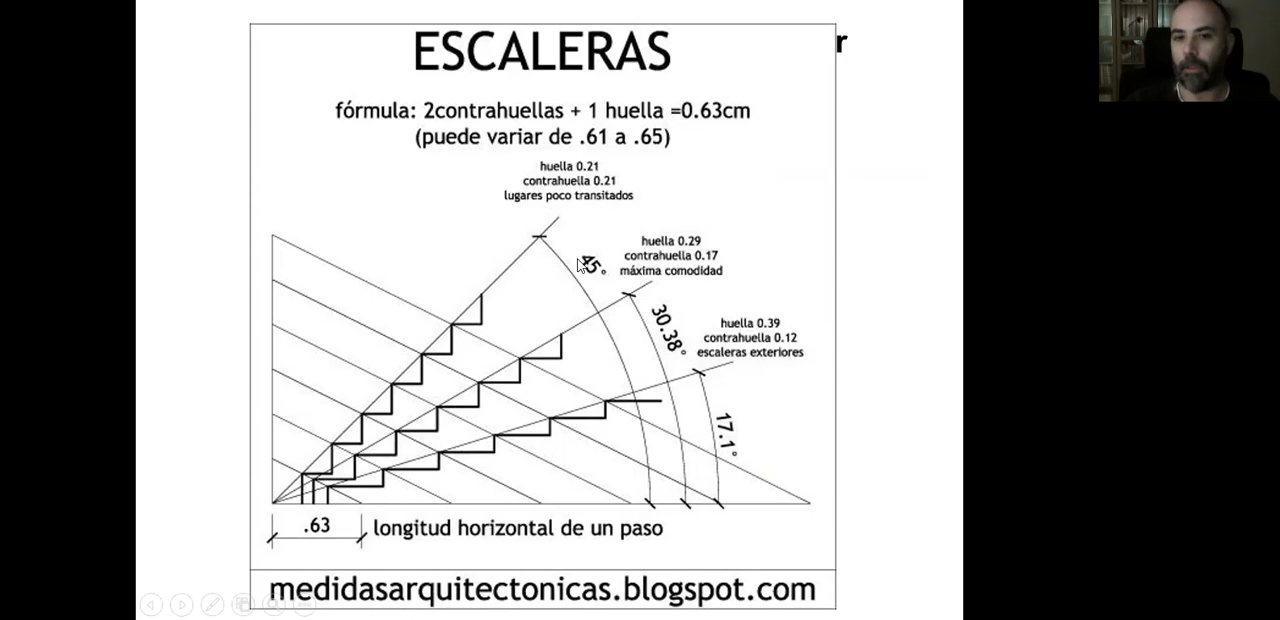 ESCALERAS
r
fórmula: 2contrahuellas + 1 huella =0.63cm
(puede variar de .61 a .65)
huella 0.21
contrahuella 0.21
lugares poco transitados
45°
huella 0.29
contrahuella 0.17
máxima comodidad
30.38°
huella 0.39
contrahuella 0.12
escaleras exteriores
17.1°
.63
longitud horizontal de un paso
medidasarquitectonicas.blogspot.com